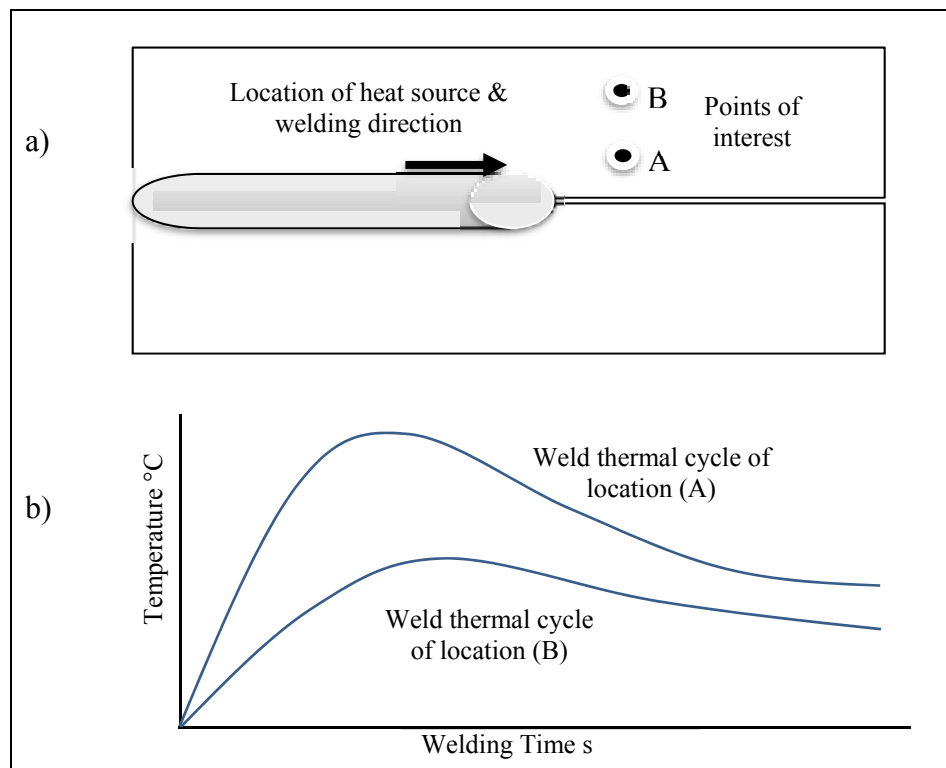 a)
Location of heat source &
welding direction
B
A
Points of
interest
b)
Temperature °C
Weld thermal cycle of
location (A)
Weld thermal cycle
of location (B)
Welding Time s